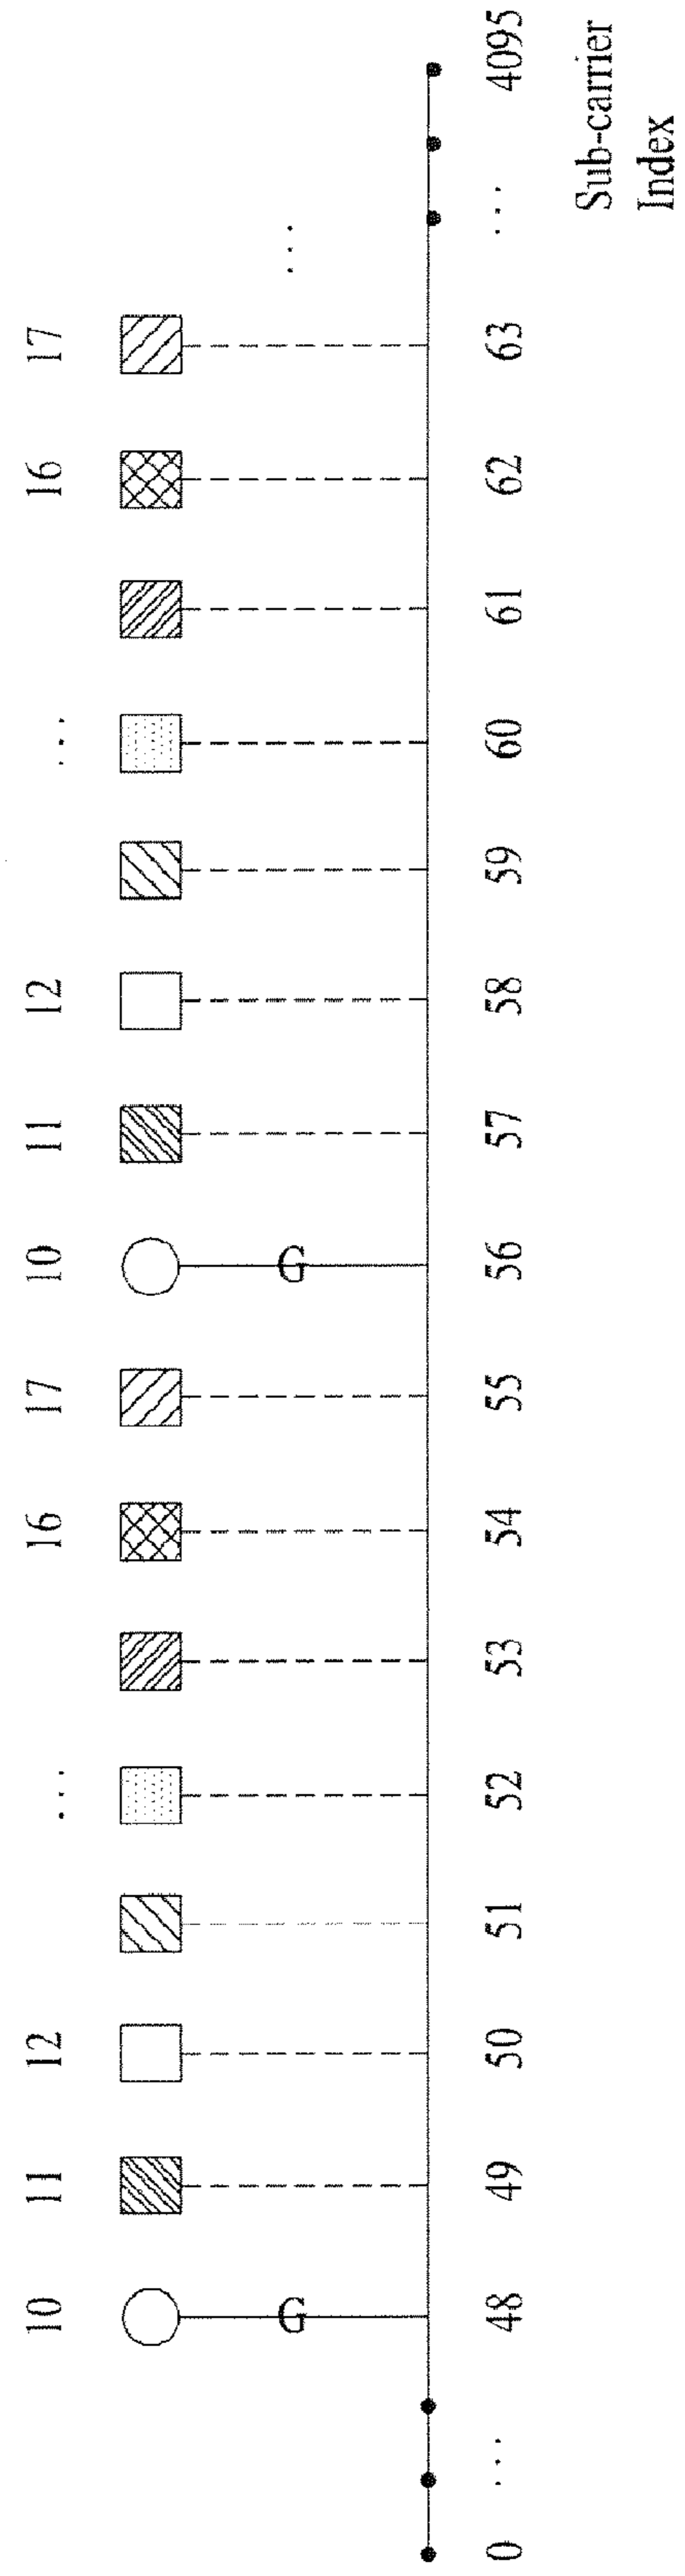 10 11 12 ... 16 17 10 11 12 ... 16 17
G G ...
0 ... 48 49 50 51 52 53 54 55 56 57 58 59 60 61 62 63 ... 4095
Sub-carrier
Index